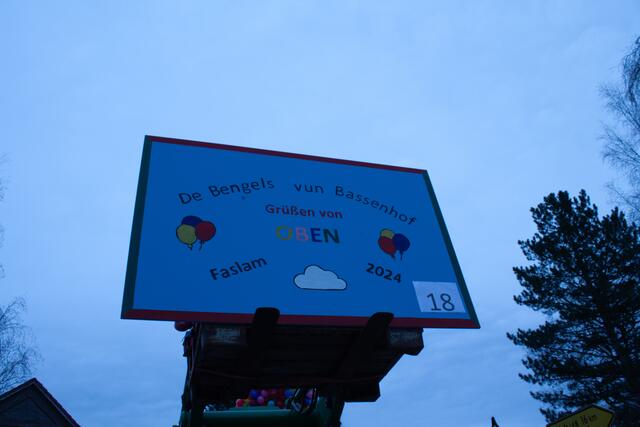 De Bengels vun Bassenhof
Grüßen von
OBEN
Faslam
2024
18